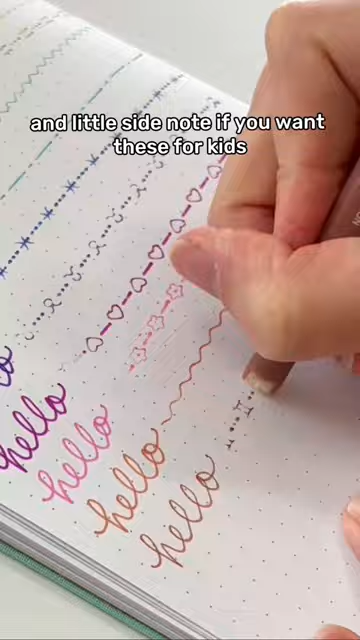 and little side note if you want
these for kids
hello
hello
hello
hello